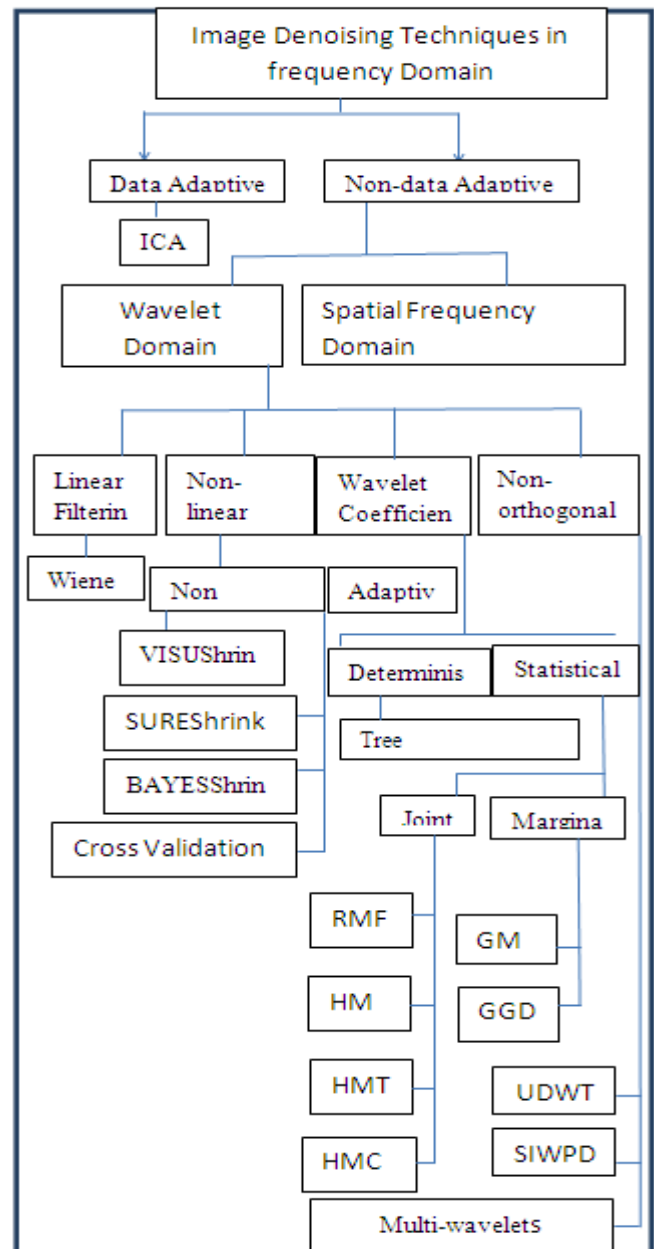 Image Denoising Techniques in
frequency Domain
Data Adaptive
Non-data Adaptive
ICA
Wavelet
Domain
Spatial Frequency
Domain
Linear
Filterin
Non-
linear
Wavelet
Coefficien
Non-
orthogonal
Wiene
Non
Adaptiv
VISUShrin
Determinis
Statistical
SUREShrink
Tree
BAYESShrin
Joint
Margina
Cross Validation
RMF
GM
HM
GGD
HMT
UDWT
HMC
SIWPD
Multi-wavelets